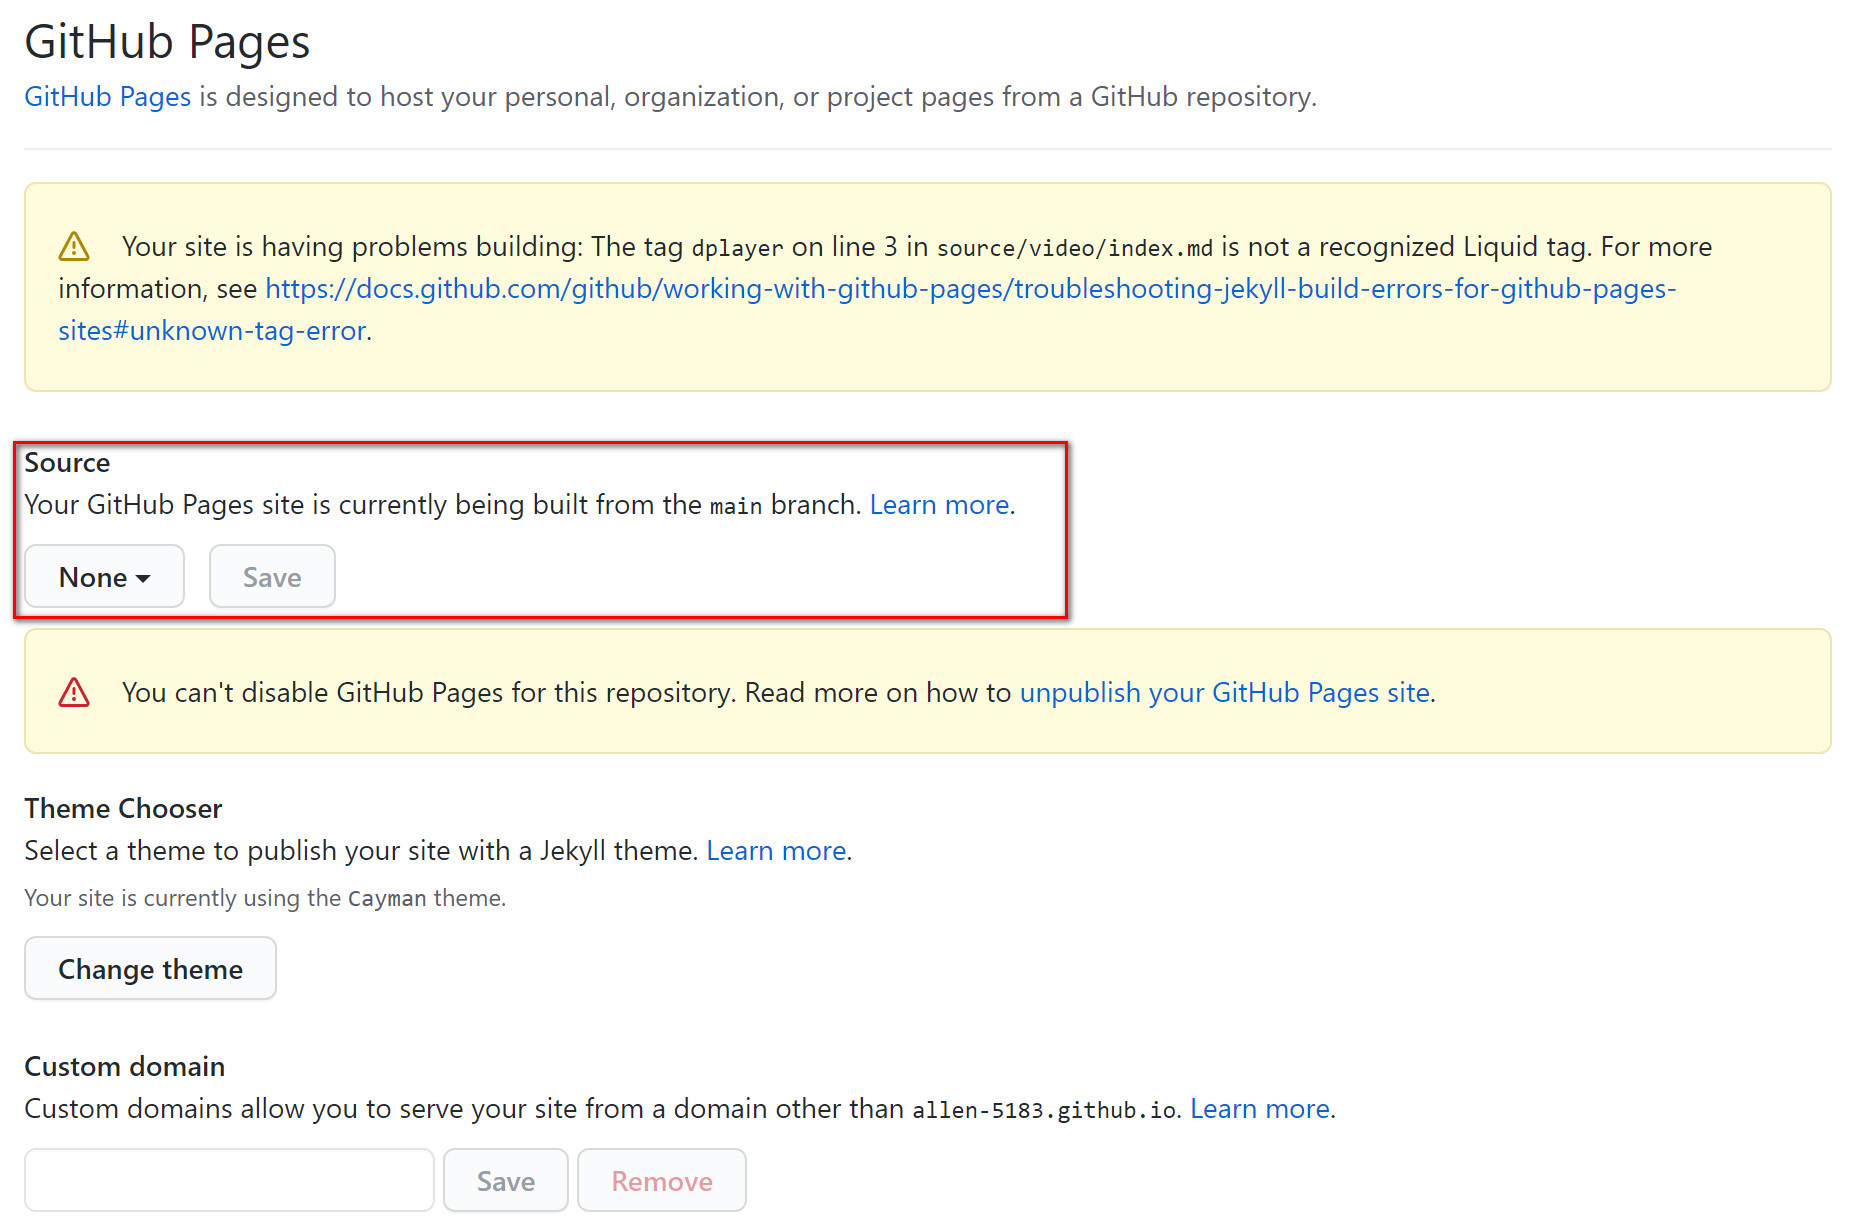 GitHub Pages
GitHub Pages is designed to host your personal, organization, or project pages from a GitHub repository.
Your site is having problems building: The tag dplayer on line 3 in source/video/index.md is not a recognized Liquid tag. For more
information, see https://docs.github.com/github/working-with-github-pages/troubleshooting-jekyll-build-errors-for-github-pages-
sites#unknown-tag-error.
Source
Your GitHub Pages site is currently being built from the main branch. Learn more.
None Save
You can't disable GitHub Pages for this repository. Read more on how to unpublish your GitHub Pages site.
Theme Chooser
Select a theme to publish your site with a Jekyll theme. Learn more.
Your site is currently using the Cayman theme.
Change theme
Custom domain
Custom domains allow you to serve your site from a domain other than allen-5183.github.io. Learn more.
Save Remove